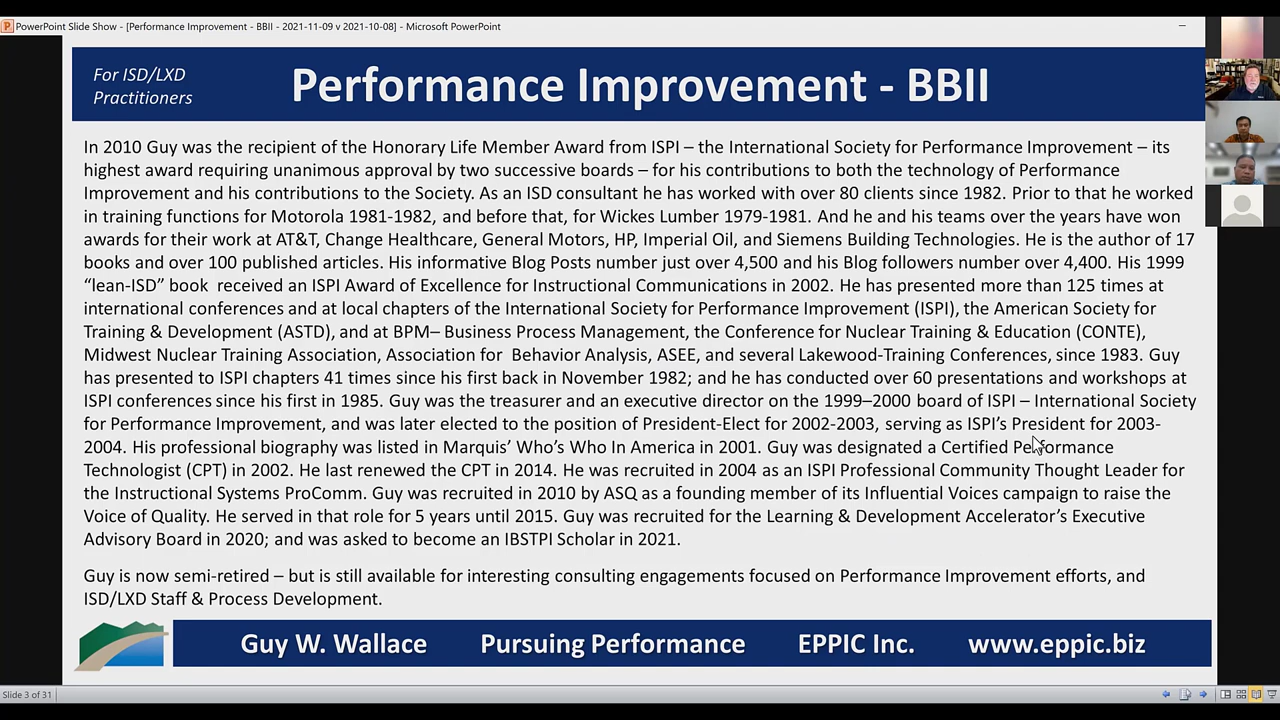 PowerPoint Slide Show - [Performance Improvement - BBII - 2021-11-09 v 2021-10-08] - Microsoft PowerPoint
For ISD/LXD
Practitioners
Performance Improvement - BBII
In 2010 Guy was the recipient of the Honorary Life Member Award from ISPI – the International Society for Performance Improvement – its
highest award requiring unanimous approval by two successive boards – for his contributions to both the technology of Performance
Improvement and his contributions to the Society. As an ISD consultant he has worked with over 80 clients since 1982. Prior to that he worked
in training functions for Motorola 1981-1982, and before that, for Wickes Lumber 1979-1981. And he and his teams over the years have won
awards for their work at AT&T, Change Healthcare, General Motors, HP, Imperial Oil, and Siemens Building Technologies. He is the author of 17
books and over 100 published articles. His informative Blog Posts number just over 4,500 and his Blog followers number over 4,400. His 1999
“lean-ISD” book received an ISPI Award of Excellence for Instructional Communications in 2002. He has presented more than 125 times at
international conferences and at local chapters of the International Society for Performance Improvement (ISPI), the American Society for
Training & Development (ASTD), and at BPM– Business Process Management, the Conference for Nuclear Training & Education (CONTE),
Midwest Nuclear Training Association, Association for Behavior Analysis, ASEE, and several Lakewood-Training Conferences, since 1983. Guy
has presented to ISPI chapters 41 times since his first back in November 1982; and he has conducted over 60 presentations and workshops at
ISPI conferences since his first in 1985. Guy was the treasurer and an executive director on the 1999–2000 board of ISPI – International Society
for Performance Improvement, and was later elected to the position of President-Elect for 2002-2003, serving as ISPI’s President for 2003-
2004. His professional biography was listed in Marquis’ Who’s Who In America in 2001. Guy was designated a Certified Performance
Technologist (CPT) in 2002. He last renewed the CPT in 2014. He was recruited in 2004 as an ISPI Professional Community Thought Leader for
the Instructional Systems ProComm. Guy was recruited in 2010 by ASQ as a founding member of its Influential Voices campaign to raise the
Voice of Quality. He served in that role for 5 years until 2015. Guy was recruited for the Learning & Development Accelerator’s Executive
Advisory Board in 2020; and was asked to become an IBSTPI Scholar in 2021.
Guy is now semi-retired – but is still available for interesting consulting engagements focused on Performance Improvement efforts, and
ISD/LXD Staff & Process Development.
Guy W. Wallace Pursuing Performance EPPIC Inc. www.eppic.biz
Slide 3 of 31